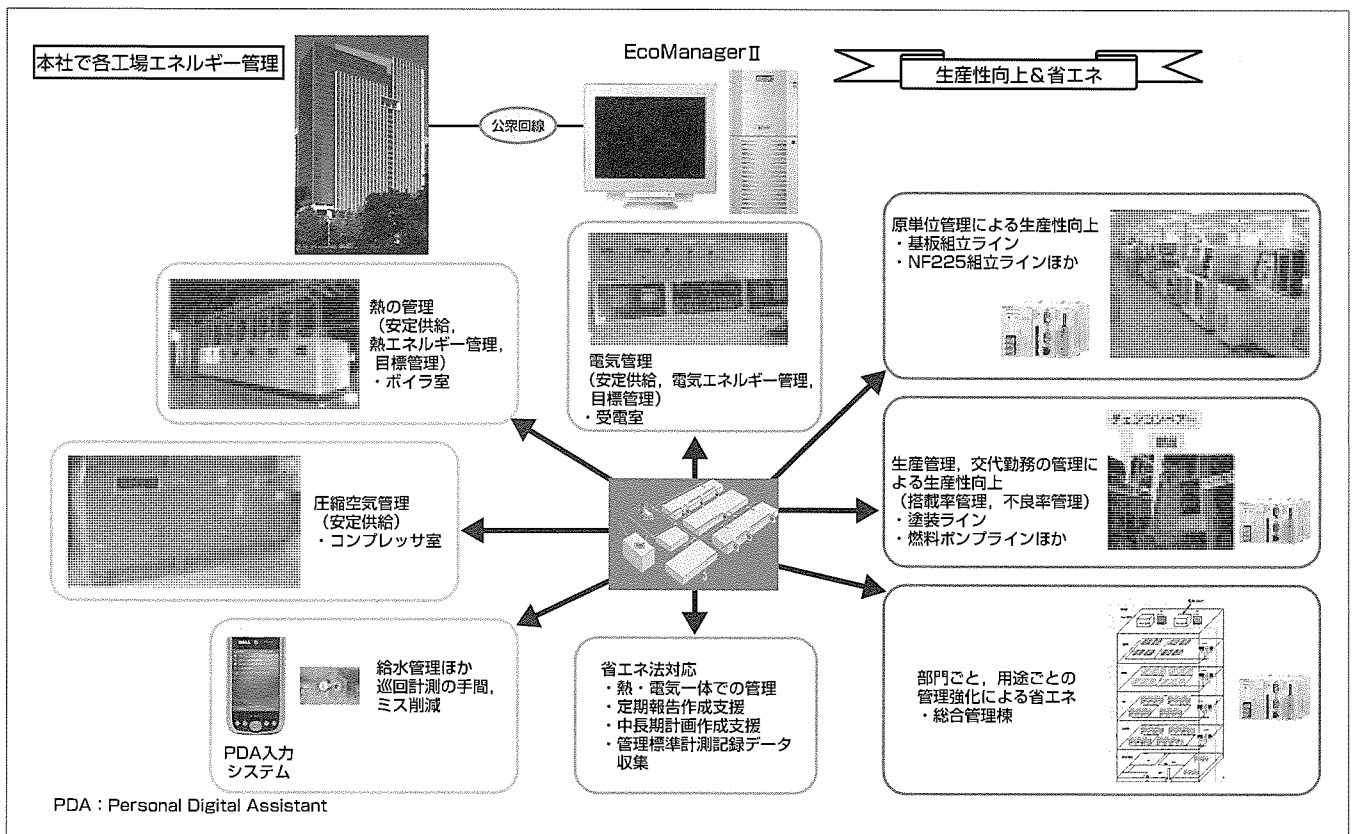 本社で各工場エネルギー管理
EcoManagerⅡ
生産性向上&省エネ
公衆回線
原単位管理による生産性向上
・基板組立ライン
・NF225組立ラインほか
熱の管理
（安定供給，
熱エネルギー管理，
目標管理）
・ボイラ室
電気管理
（安定供給，電気エネルギー管理，
目標管理）
・受電室
生産管理，交代勤務の管理に
よる生産性向上
（搭載率管理，不良率管理）
・塗装ライン
・燃料ポンプラインほか
圧縮空気管理
（安定供給）
・コンプレッサ室
給水管理ほか
巡回計測の手間，
ミス削減
PDA入力
システム
省エネ法対応
・熱・電気一体での管理
・定期報告作成支援
・中長期計画作成支援
・管理標準計測記録データ
収集
部門ごと，用途ごとの
管理強化による省エネ
・総合管理棟
PDA：Personal Digital Assistant